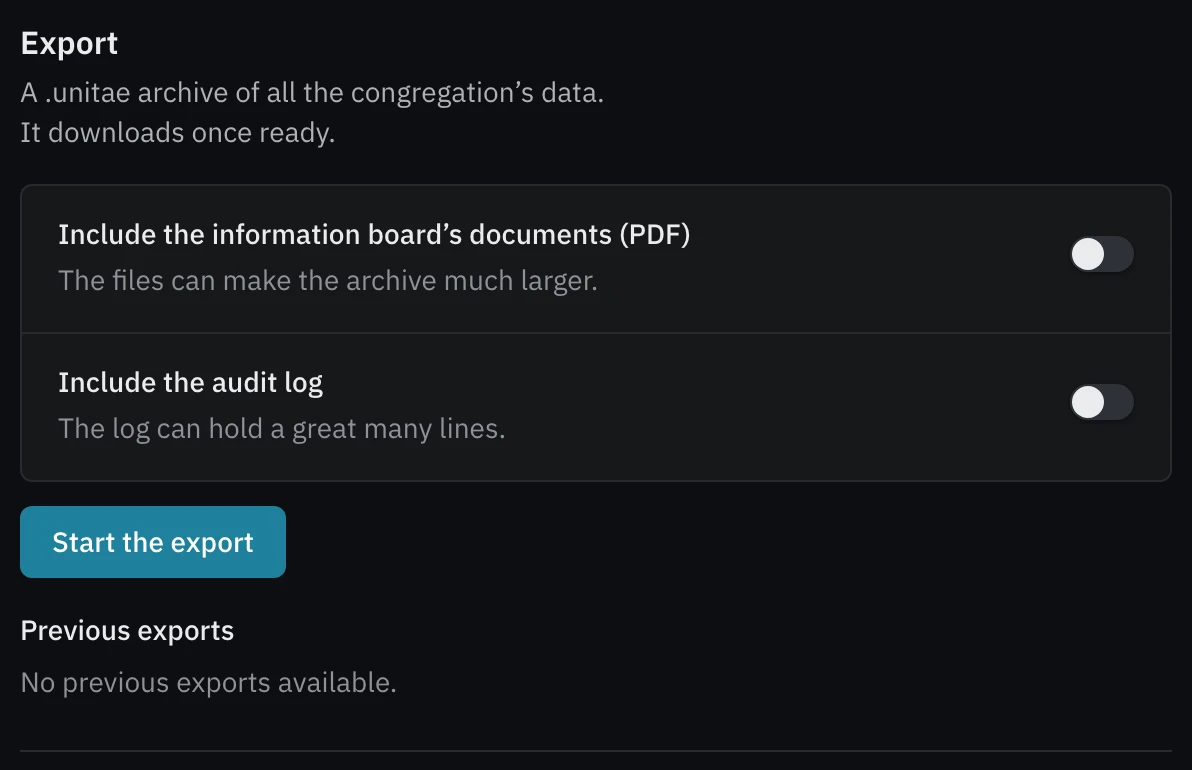 Export
A .unitae archive of all the congregation’s data.
It downloads once ready.
Include the information board’s documents (PDF)
The files can make the archive much larger.
Include the audit log
The log can hold a great many lines.
Start the export
Previous exports
No previous exports available.